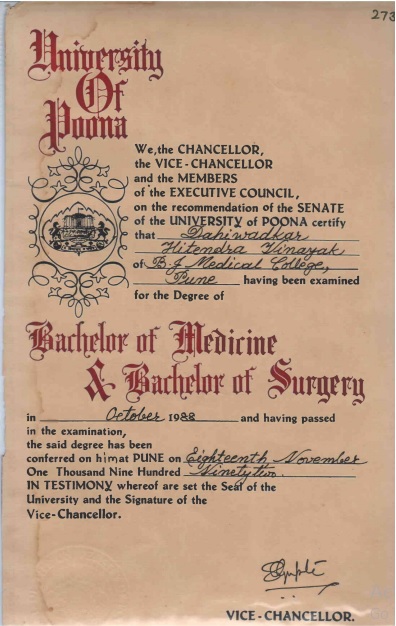 273
University
Of
Poona
We, the CHANCELLOR,
the VICE-CHANCELLOR
and the MEMBERS
of the EXECUTIVE COUNCIL,
on the recommendation of the SENATE
of the UNIVERSITY of POONA certify
that Dahiwadkar
Hitendra Vinayak
of B.J. Medical College,
Pune having been examined
for the Degree of
Bachelor of Medicine
& Bachelor of Surgery
in October 1988 and having passed
in the examination,
the said degree has been
conferred on him at PUNE on Eighteenth November
One Thousand Nine Hundred Ninetytwo.
IN TESTIMONY whereof are set the Seal of the
University and the Signature of the
Vice-Chancellor.
VICE-CHANCELLOR.